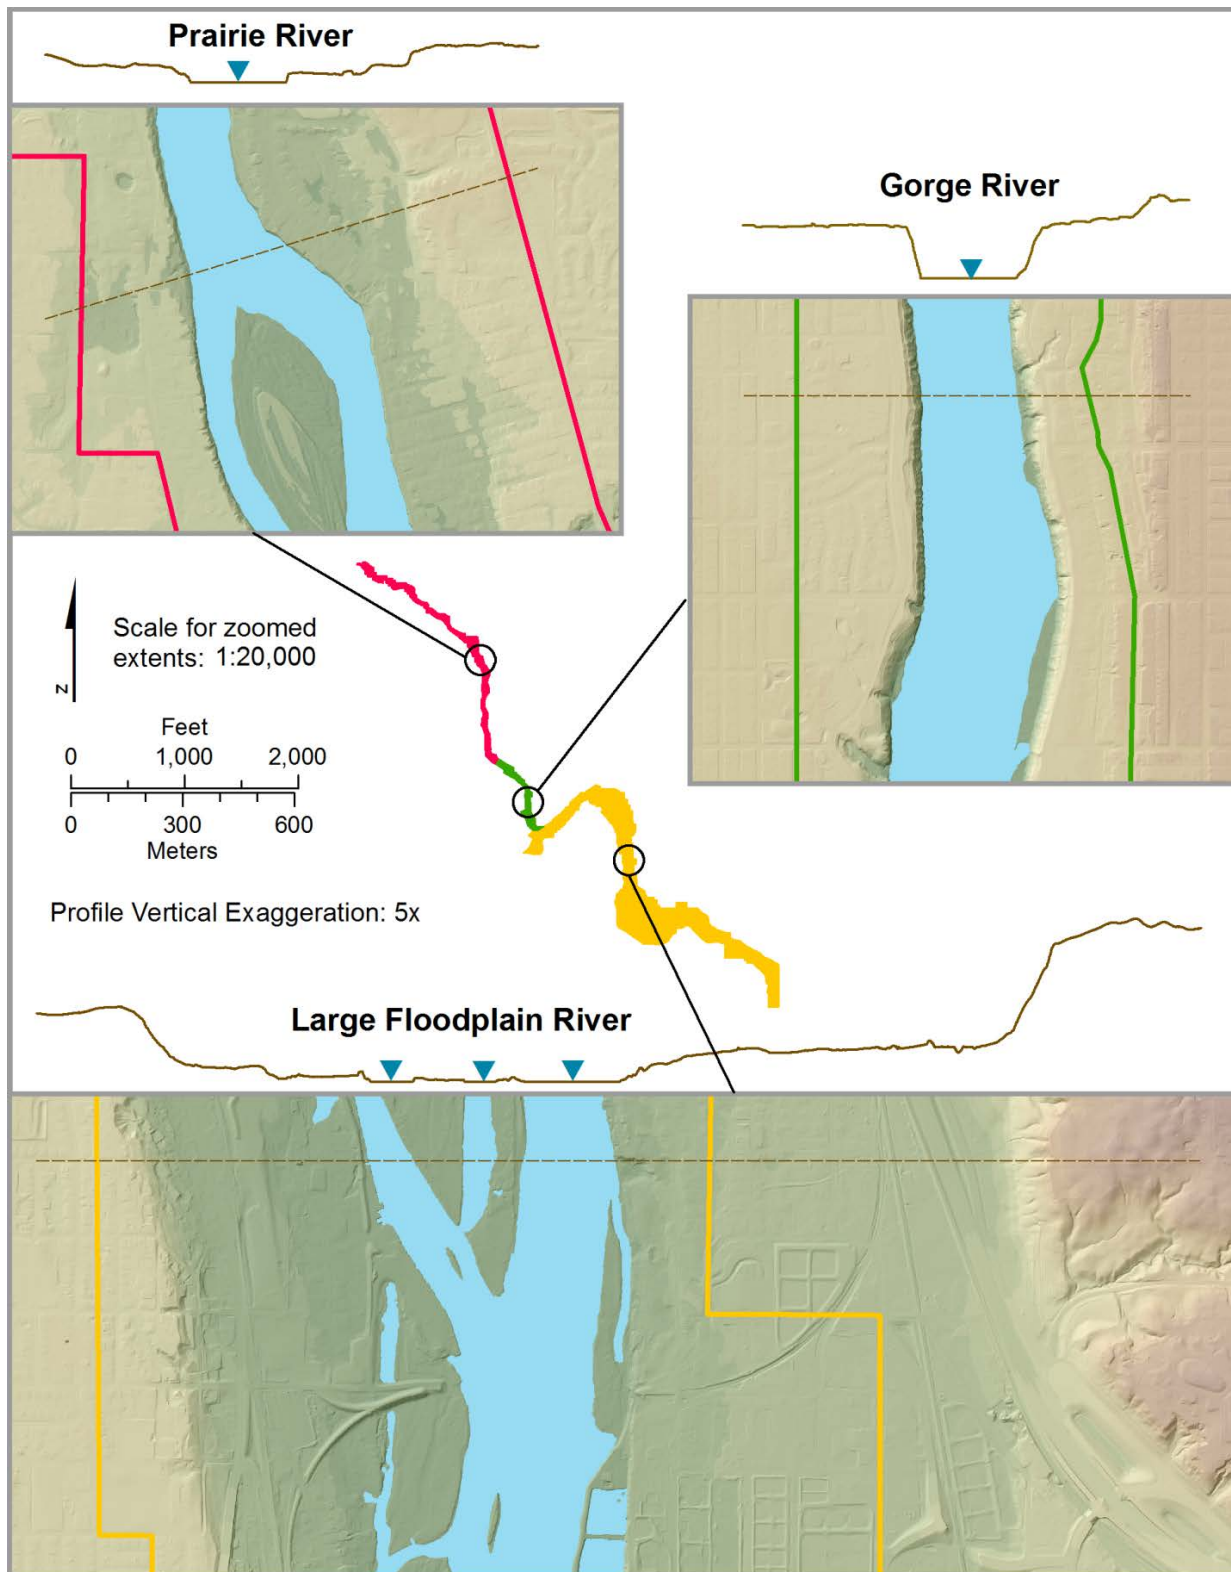 Prairie River
Gorge River
Scale for zoomed
extents: 1:20,000
z
Feet
0 1,000 2,000
0 300 600
Meters
Profile Vertical Exaggeration: 5x
Large Floodplain River